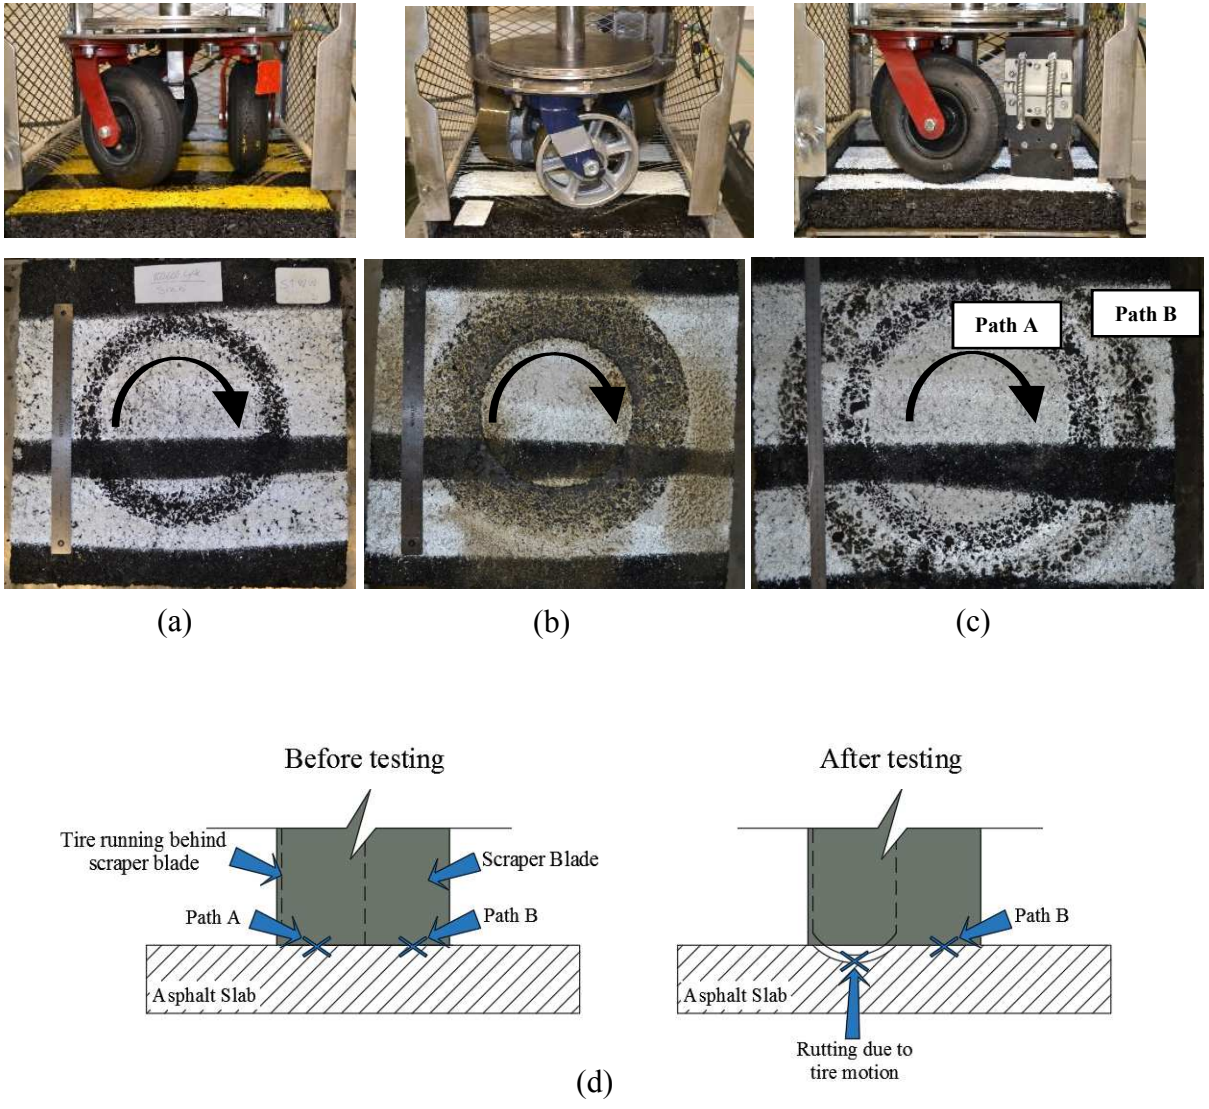 Path A
Path B
(a)
(b)
(c)
Before testing
After testing
Tire running behind
scraper blade
Scraper Blade
Path A
Path B
Path B
Asphalt Slab
Asphalt Slab
Rutting due to
tire motion
(d)